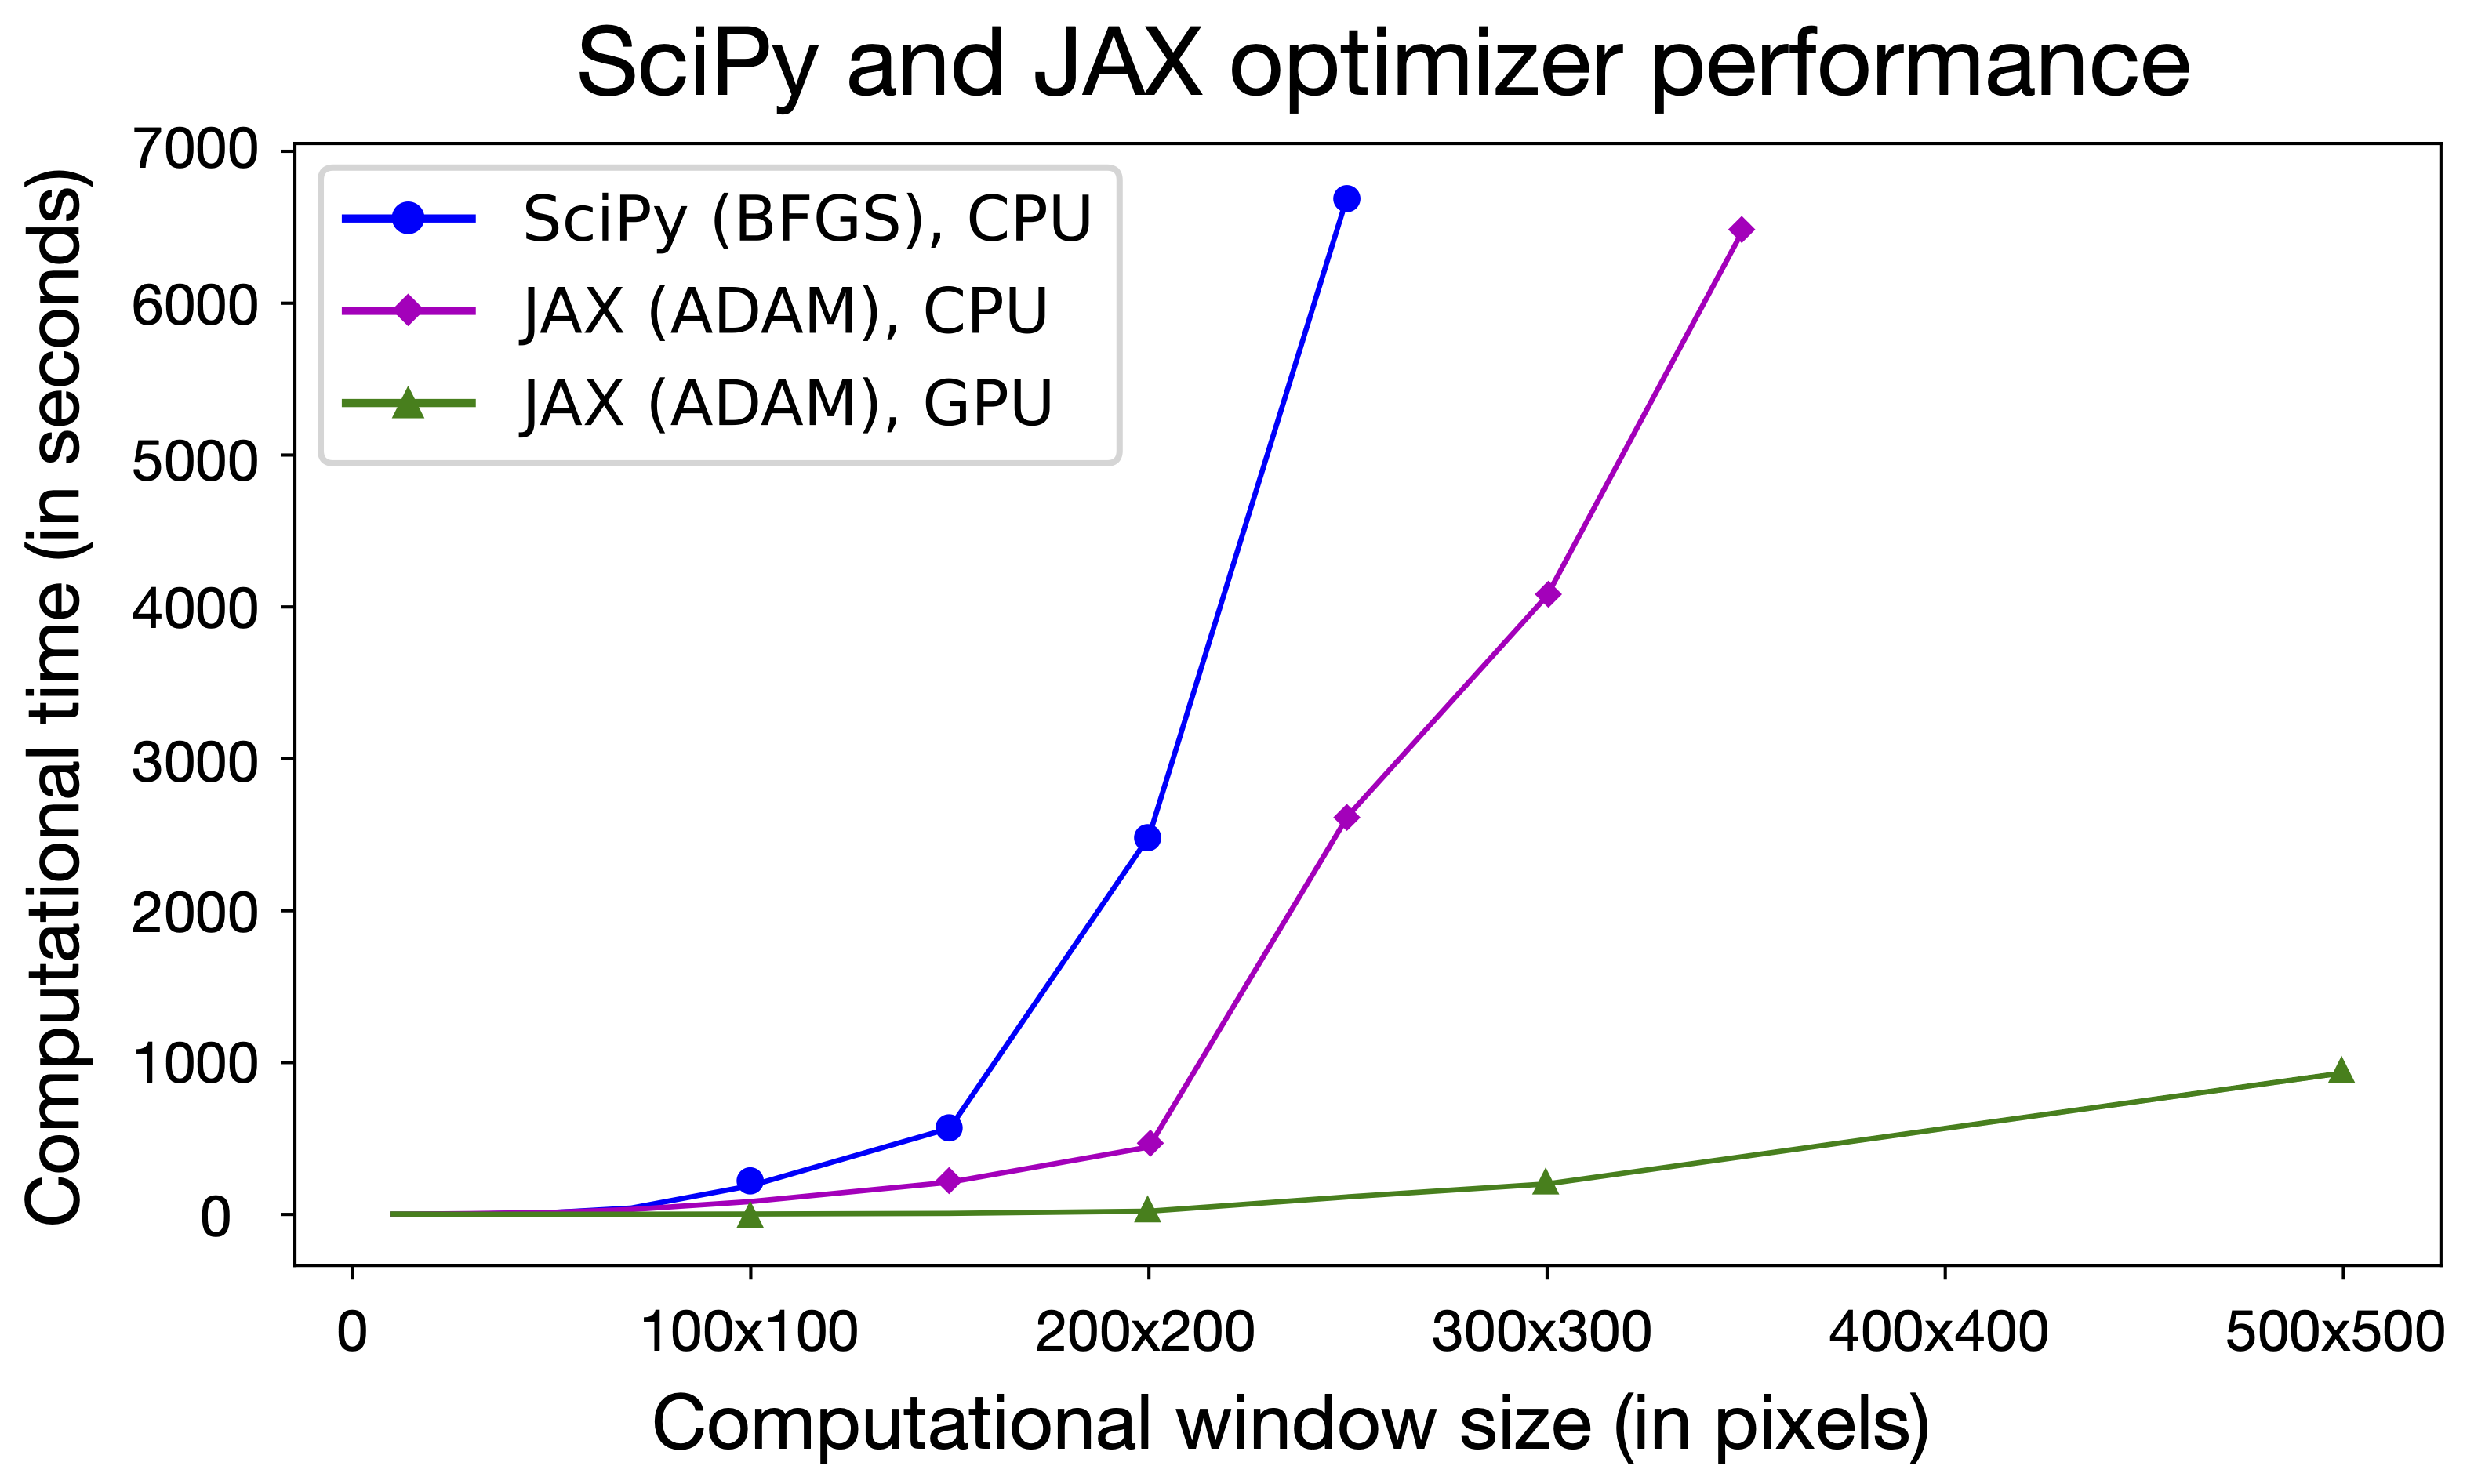 SciPy and JAX optimizer performance
Computational time (in seconds)
7000
6000
5000
4000
3000
2000
1000
0
SciPy (BFGS), CPU
JAX (ADAM), CPU
JAX (ADAM), GPU
0 100x100 200x200 300x300 400x400 500x500
Computational window size (in pixels)